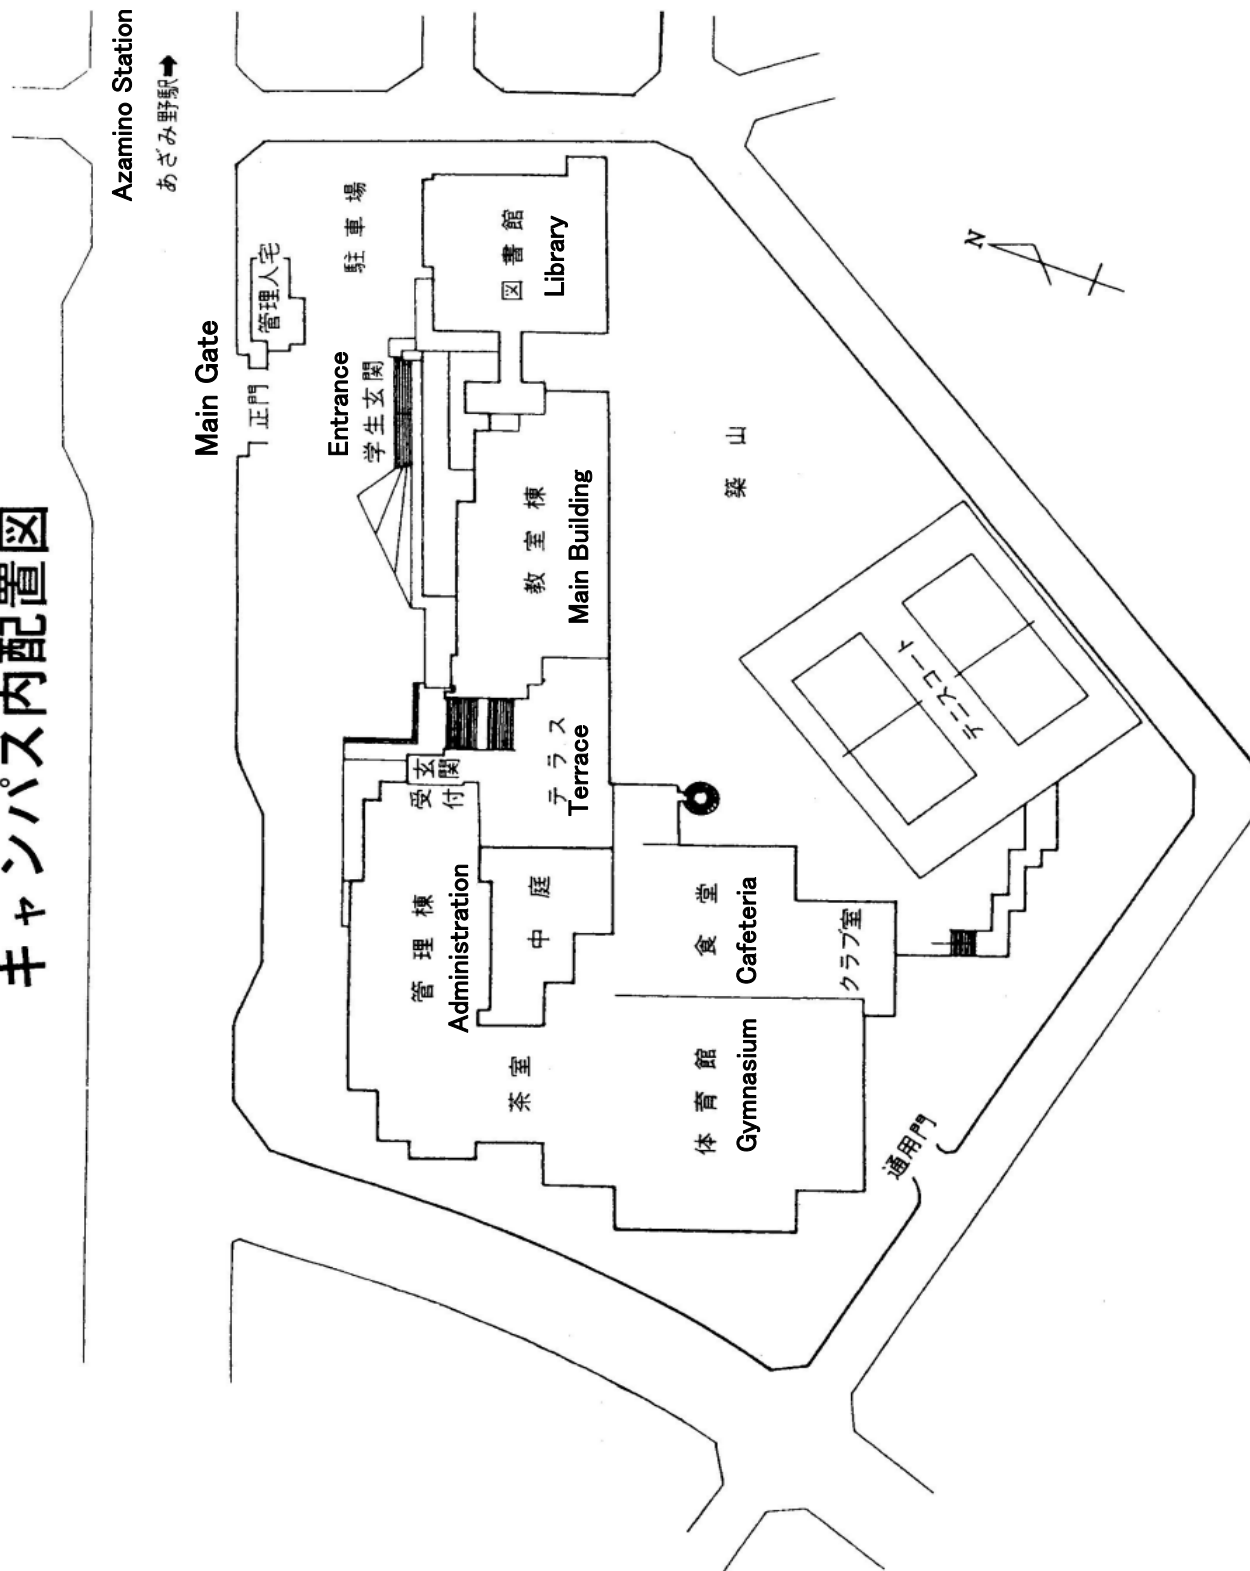 キャンパス内配置図
Azamino Station
あざみ野駅➡
Main Gate
正門
管理人宅
駐車場
Entrance
学生玄関
図書館
Library
教室棟
Main Building
築山
テラス
Terrace
玄関
受付
管理棟
Administration
中庭
茶室
食堂
Cafeteria
クラブ室
体育館
Gymnasium
テニスコート
通用門
N